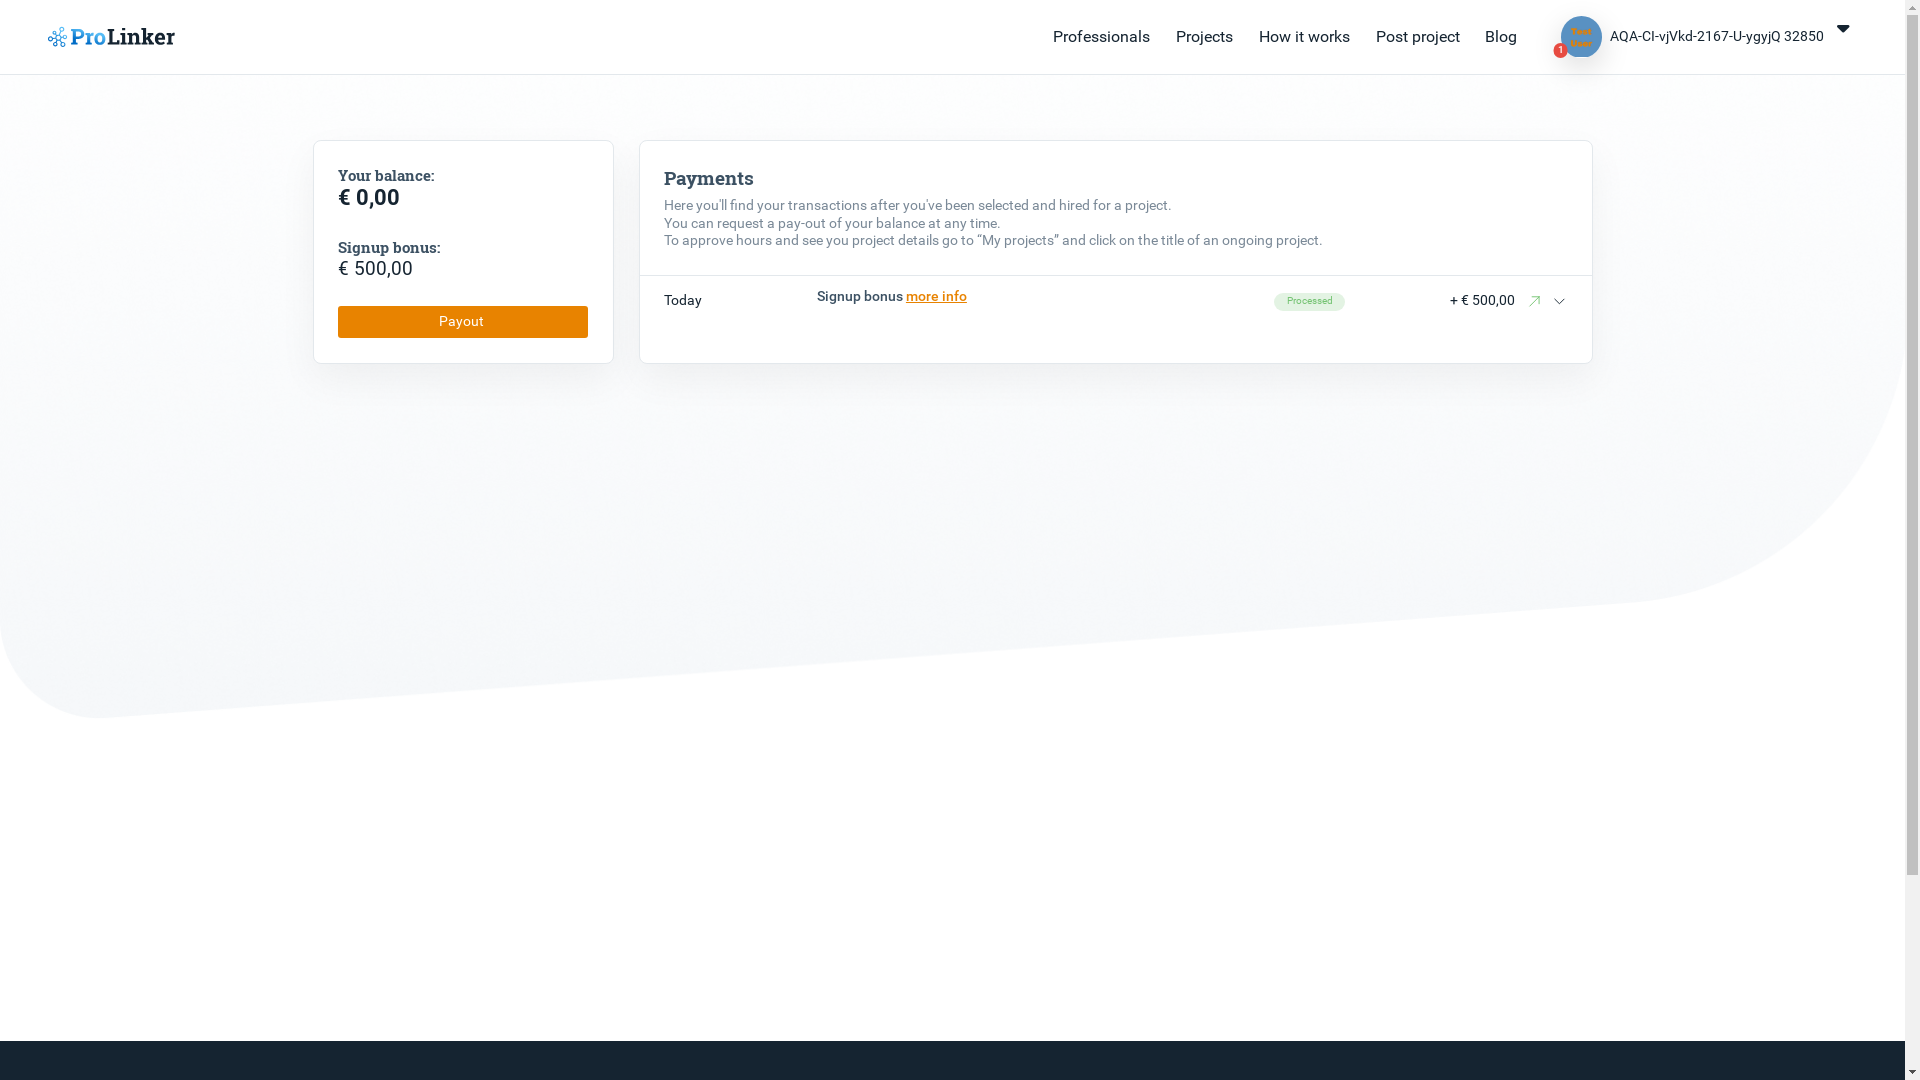 ProLinker
Professionals
Projects
How it works
Post project
Blog
Test
User
1
AQA-CI-vjVkd-2167-U-ygyjQ 32850
Your balance:
€ 0,00
Signup bonus:
€ 500,00
Payout
Payments
Here you'll find your transactions after you've been selected and hired for a project.
You can request a pay-out of your balance at any time.
To approve hours and see you project details go to “My projects” and click on the title of an ongoing project.
Today
Signup bonus more info
Processed
+ € 500,00